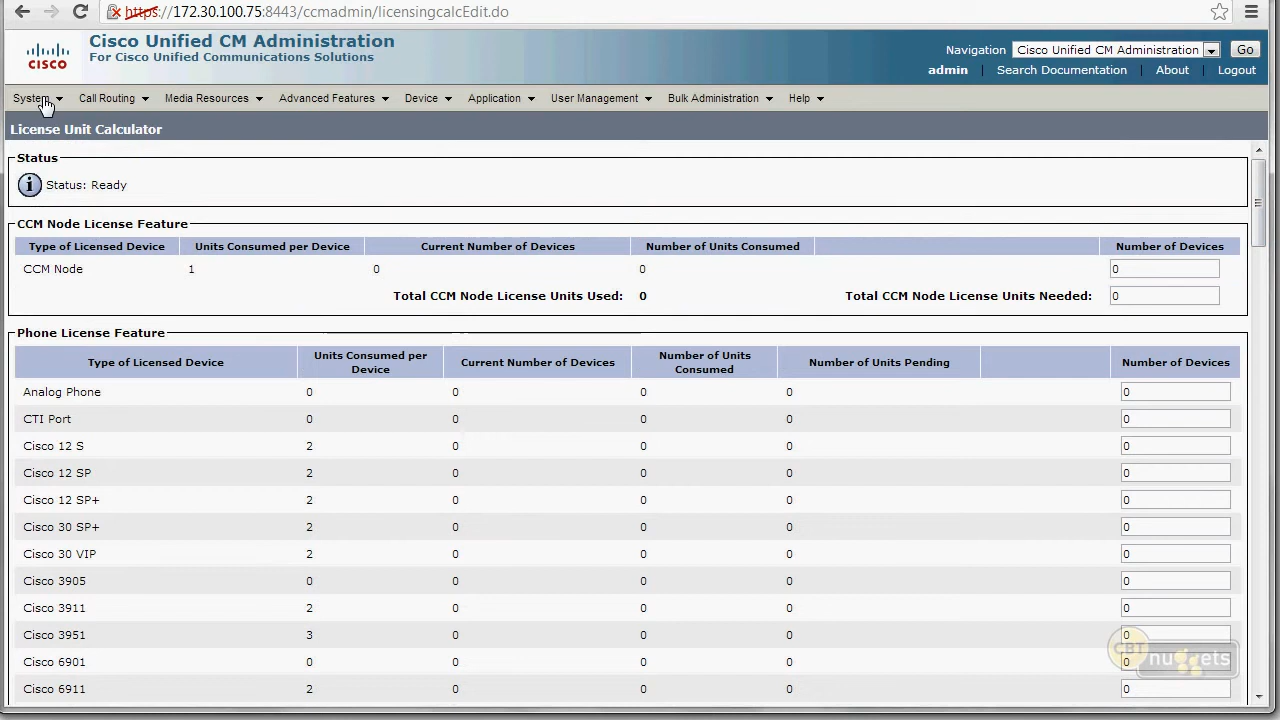 https://172.30.100.75:8443/ccmadmin/licensingcalcEdit.do
CISCO
Cisco Unified CM Administration
For Cisco Unified Communications Solutions
Navigation Cisco Unified CM Administration Go
admin | Search Documentation | About | Logout
System Call Routing Media Resources Advanced Features Device Application User Management Bulk Administration Help
License Unit Calculator
Status
Status: Ready
CCM Node License Feature
Type of Licensed Device Units Consumed per Device Current Number of Devices Number of Units Consumed Number of Devices
CCM Node 1 0 0 0
Total CCM Node License Units Used: 0 Total CCM Node License Units Needed: 0
Phone License Feature
Type of Licensed Device Units Consumed per Device Current Number of Devices Number of Units Consumed Number of Units Pending Number of Devices
Analog Phone 0 0 0 0 0
CTI Port 0 0 0 0 0
Cisco 12 S 2 0 0 0 0
Cisco 12 SP 2 0 0 0 0
Cisco 12 SP+ 2 0 0 0 0
Cisco 30 SP+ 2 0 0 0 0
Cisco 30 VIP 2 0 0 0 0
Cisco 3905 0 0 0 0 0
Cisco 3911 2 0 0 0 0
Cisco 3951 3 0 0 0 0
Cisco 6901 0 0 0 0 0
Cisco 6911 2 0 0 0 0
CBT nuggets